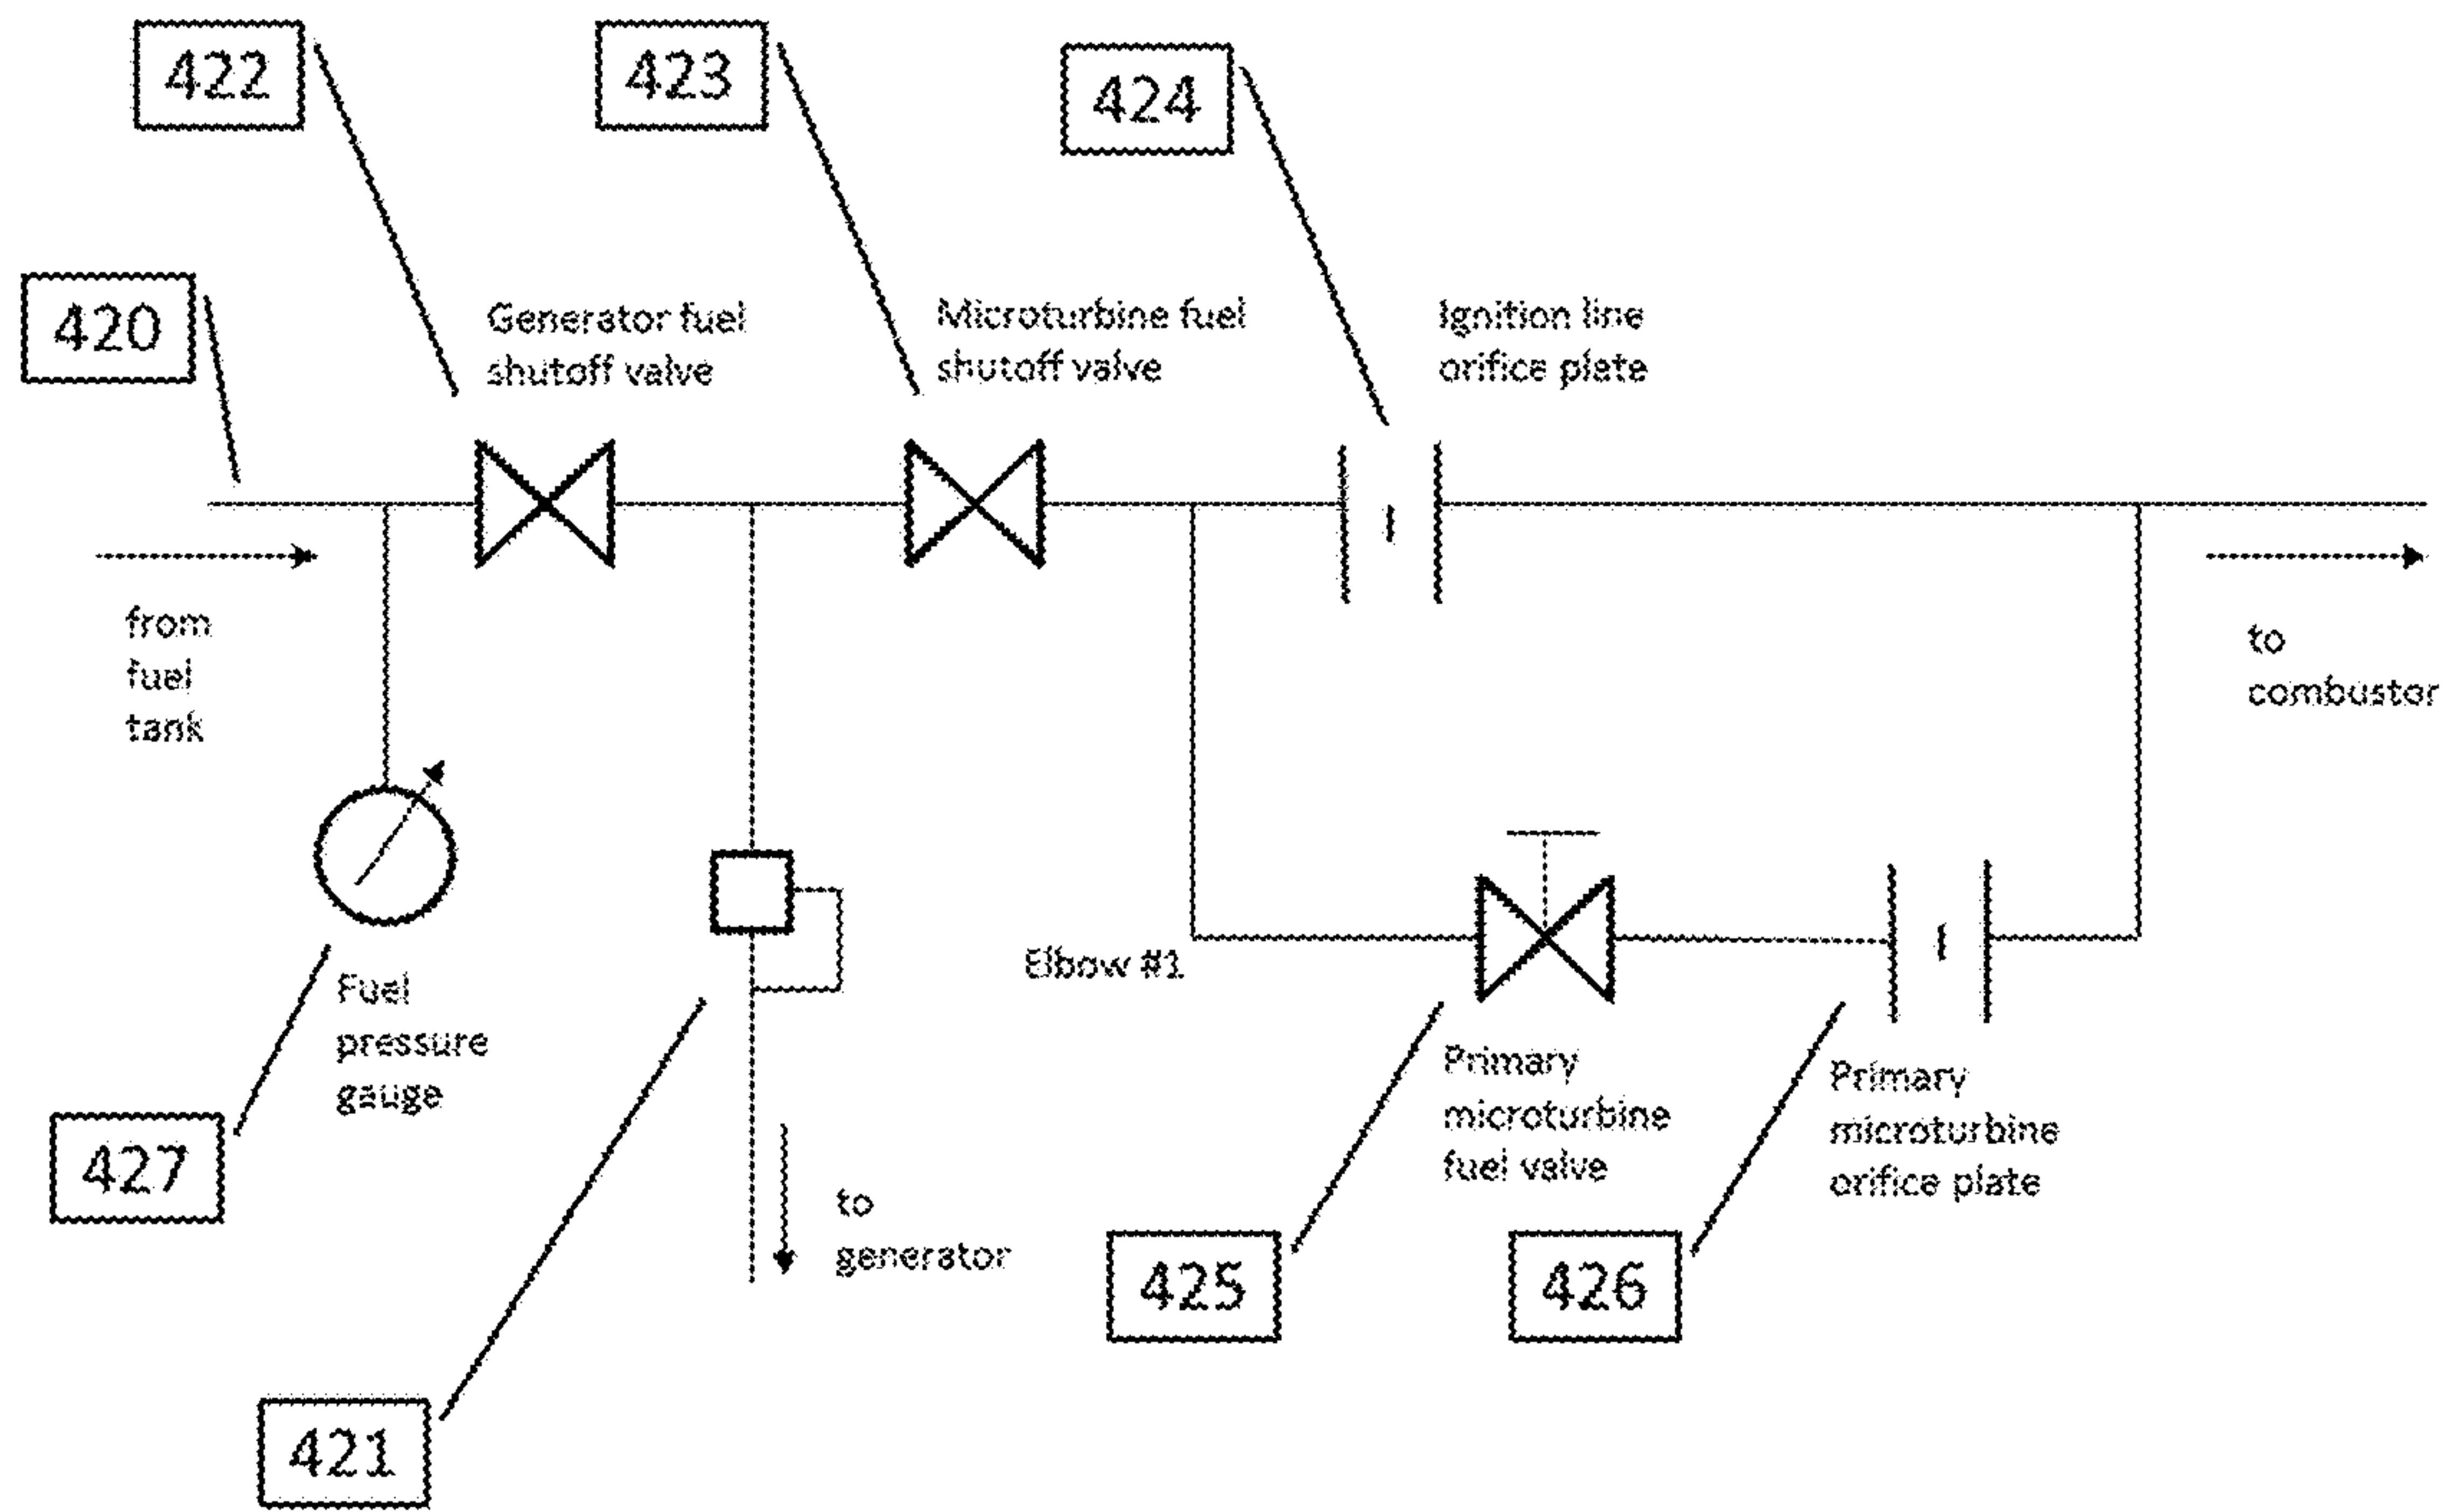 422
423
424
420
Generator fuel
shutoff valve
Microturbine fuel
shutoff valve
Ignition line
orifice plate
from
fuel
tank
to
combustor
Elbow #1
Fuel
pressure
gauge
Primary
microturbine
fuel valve
Primary
microturbine
orifice plate
427
to
generator
425
426
421